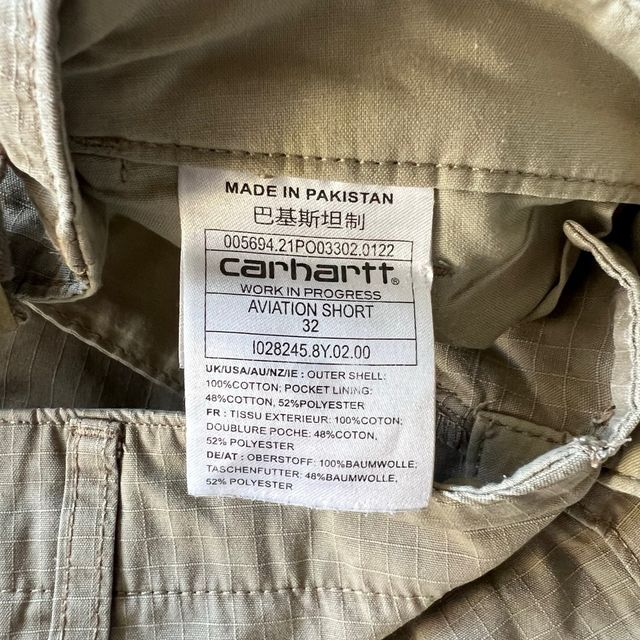 MADE IN PAKISTAN
巴基斯坦制
005694.21PO03302.0122
carhartt®
WORK IN PROGRESS
AVIATION SHORT
32
I028245.8Y.02.00
UK/USA/AU/NZ/IE : OUTER SHELL:
100%COTTON; POCKET LINING:
48%COTTON, 52%POLYESTER
FR : TISSU EXTERIEUR: 100%COTON;
DOUBLURE POCHE: 48%COTON,
52% POLYESTER
DE/AT : OBERSTOFF: 100%BAUMWOLLE;
TASCHENFUTTER: 48%BAUMWOLLE,
52% POLYESTER